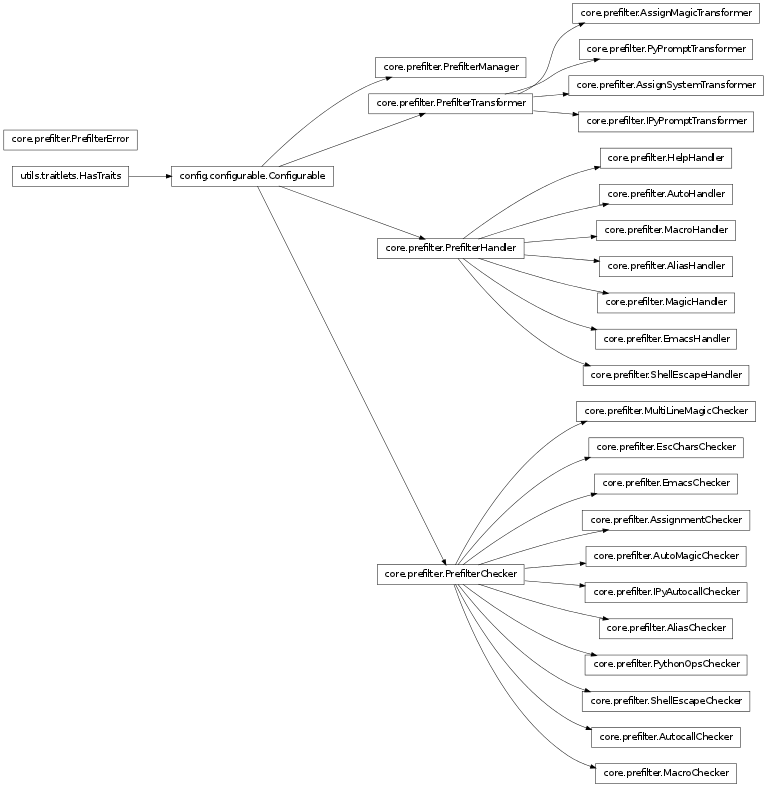 core.prefilter.AssignMagicTransformer
core.prefilter.PyPromptTransformer
core.prefilter.PrefilterManager
core.prefilter.AssignSystemTransformer
core.prefilter.PrefilterTransformer
core.prefilter.IPyPromptTransformer
core.prefilter.PrefilterError
core.prefilter.HelpHandler
utils.traitlets.HasTraits
config.configurable.Configurable
core.prefilter.AutoHandler
core.prefilter.MacroHandler
core.prefilter.PrefilterHandler
core.prefilter.AliasHandler
core.prefilter.MagicHandler
core.prefilter.EmacsHandler
core.prefilter.ShellEscapeHandler
core.prefilter.MultiLineMagicChecker
core.prefilter.EscCharsChecker
core.prefilter.EmacsChecker
core.prefilter.AssignmentChecker
core.prefilter.AutoMagicChecker
core.prefilter.PrefilterChecker
core.prefilter.IPyAutocallChecker
core.prefilter.AliasChecker
core.prefilter.PythonOpsChecker
core.prefilter.ShellEscapeChecker
core.prefilter.AutocallChecker
core.prefilter.MacroChecker